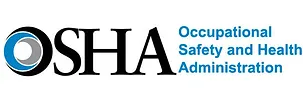 OSHA
Occupational
Safety and Health
Administration